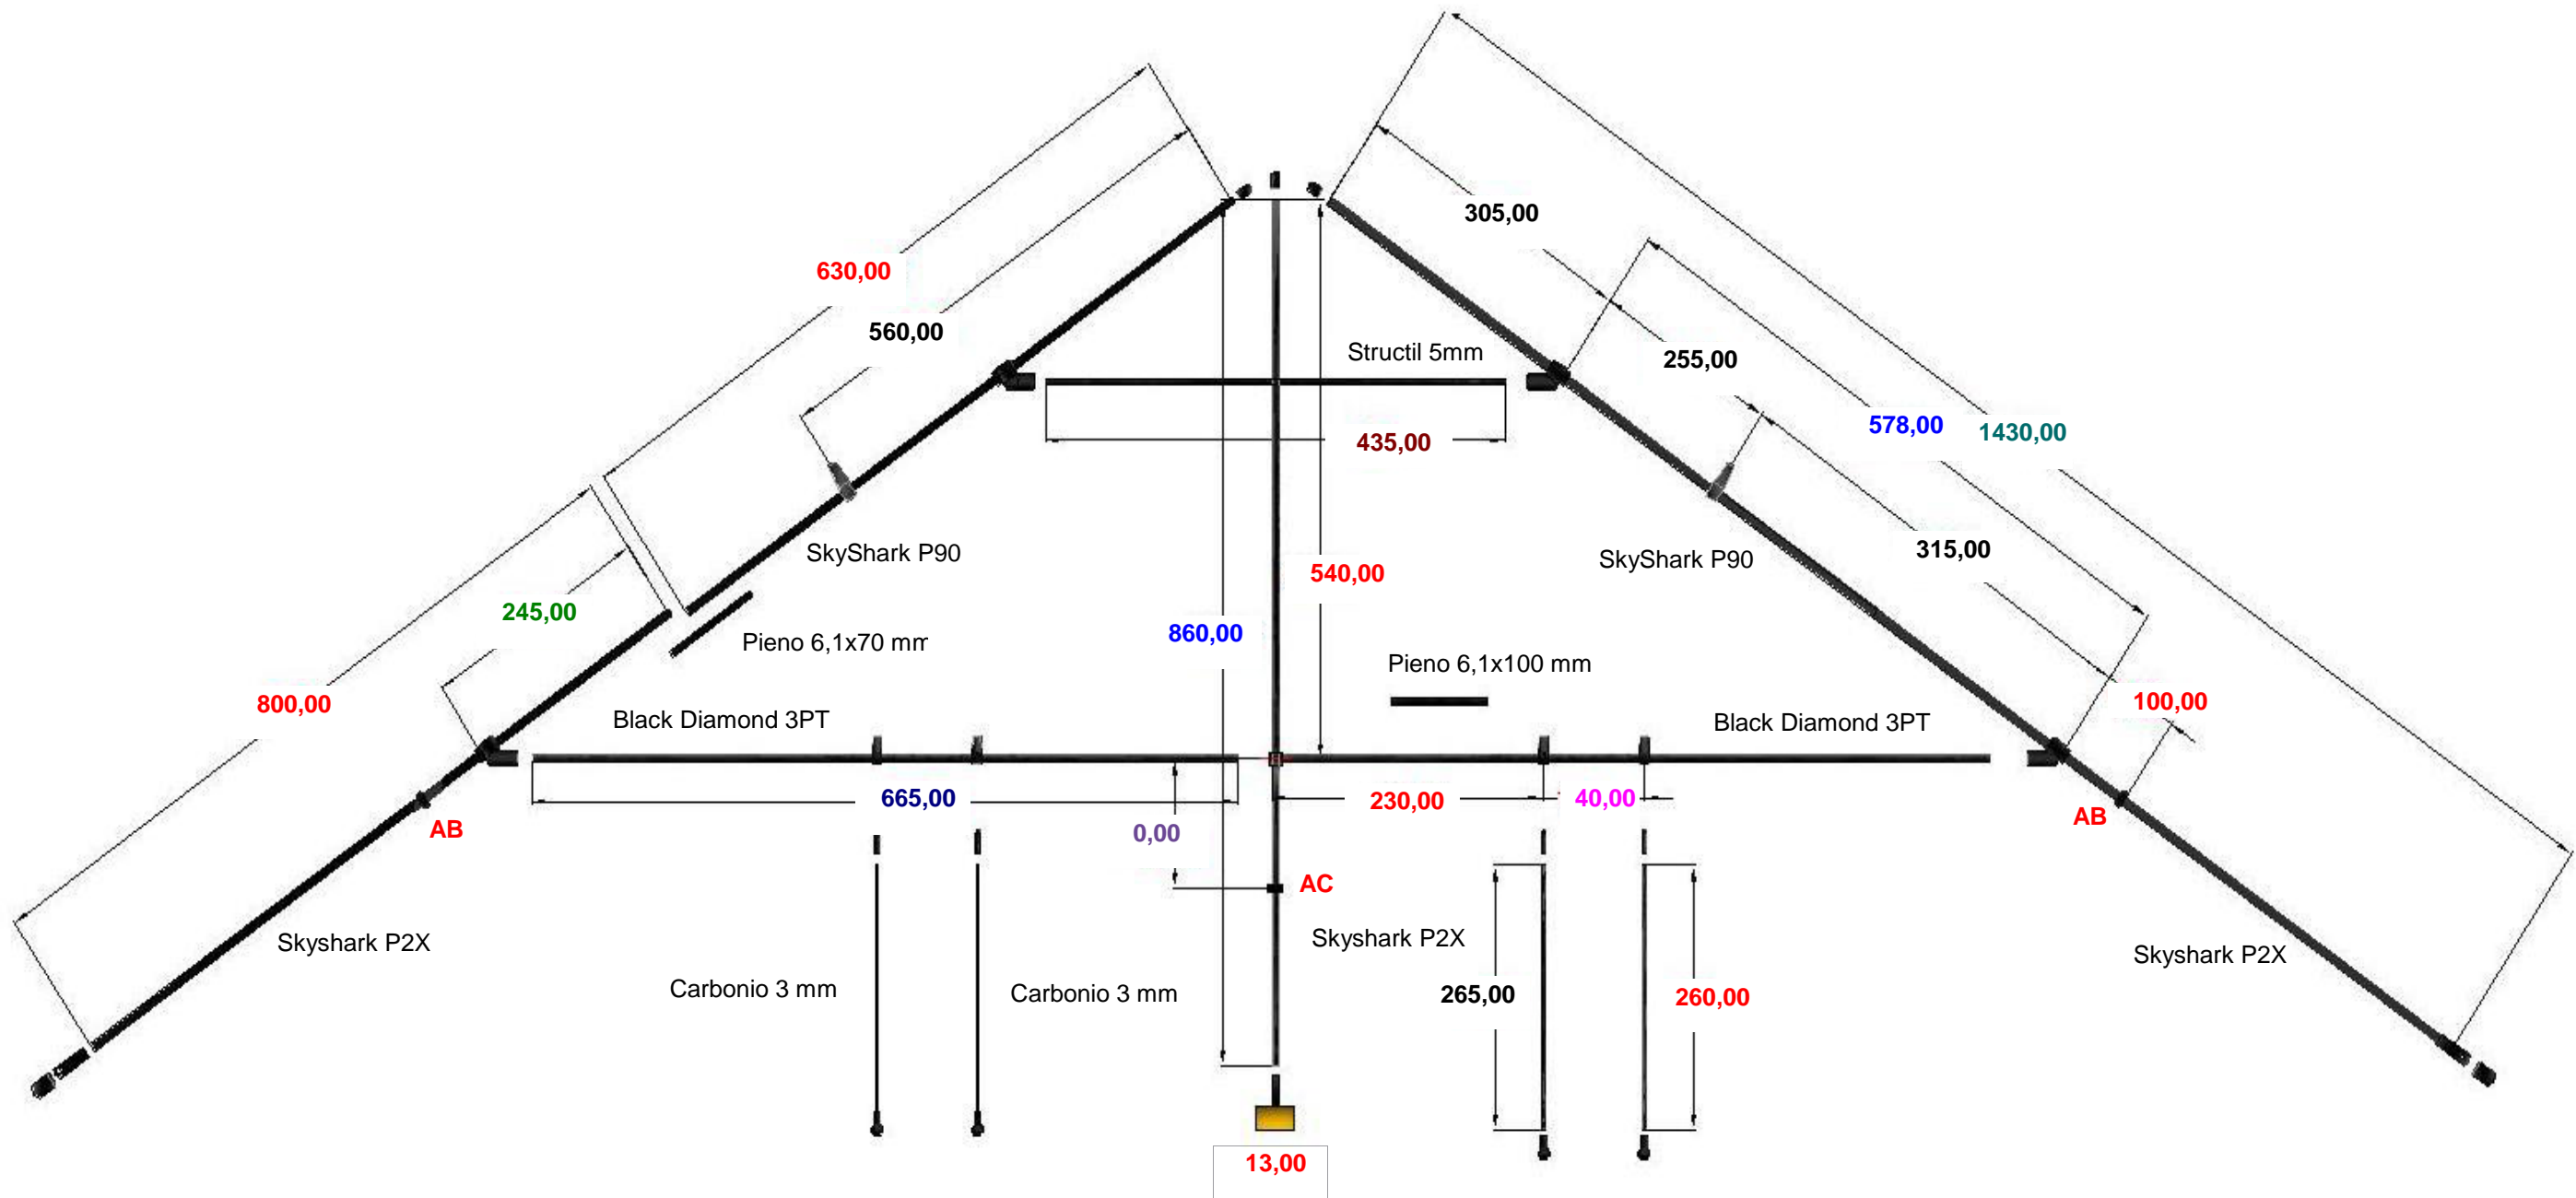 305,00
630,00
560,00
Structil 5mm
255,00
578,00
1430,00
435,00
SkyShark P90
SkyShark P90
315,00
540,00
245,00
860,00
Pieno 6,1x70 mm
Pieno 6,1x100 mm
800,00
100,00
Black Diamond 3PT
Black Diamond 3PT
665,00
230,00
40,00
AB
0,00
AB
AC
Skyshark P2X
Skyshark P2X
Skyshark P2X
Carbonio 3 mm
Carbonio 3 mm
265,00
260,00
13,00